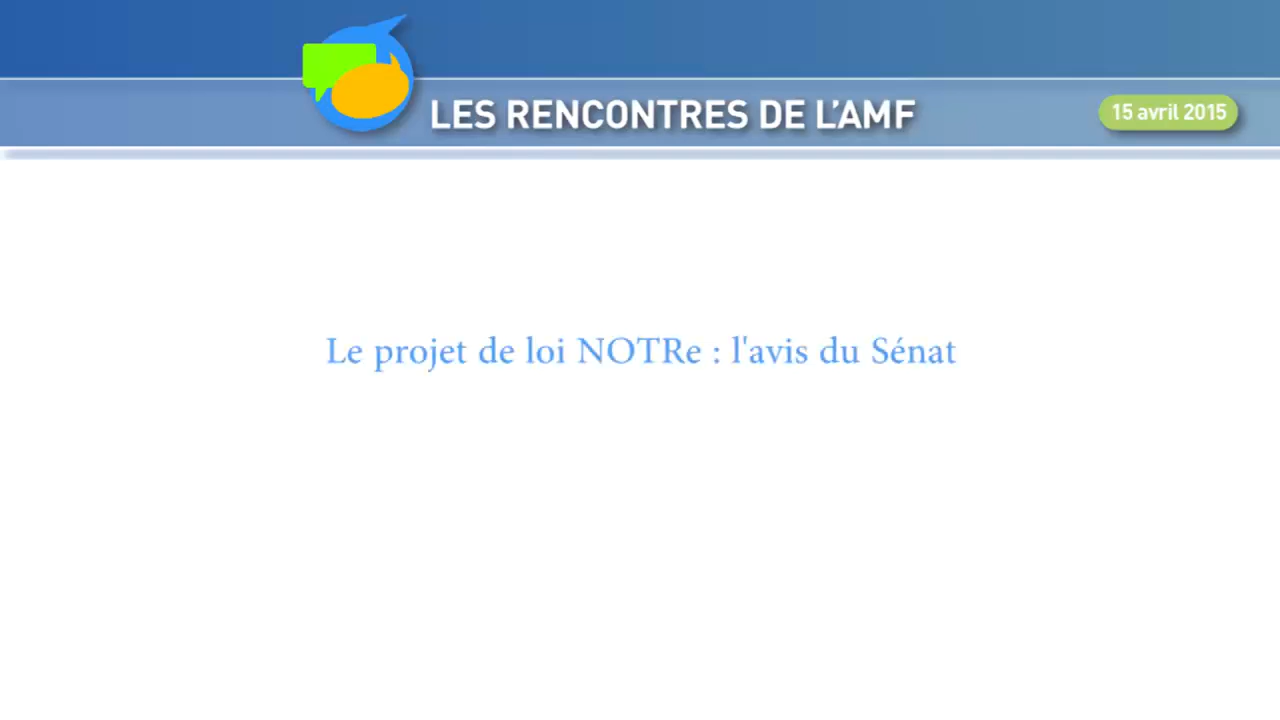 LES RENCONTRES DE L'AMF
15 avril 2015
Le projet de loi NOTRe : l'avis du Sénat